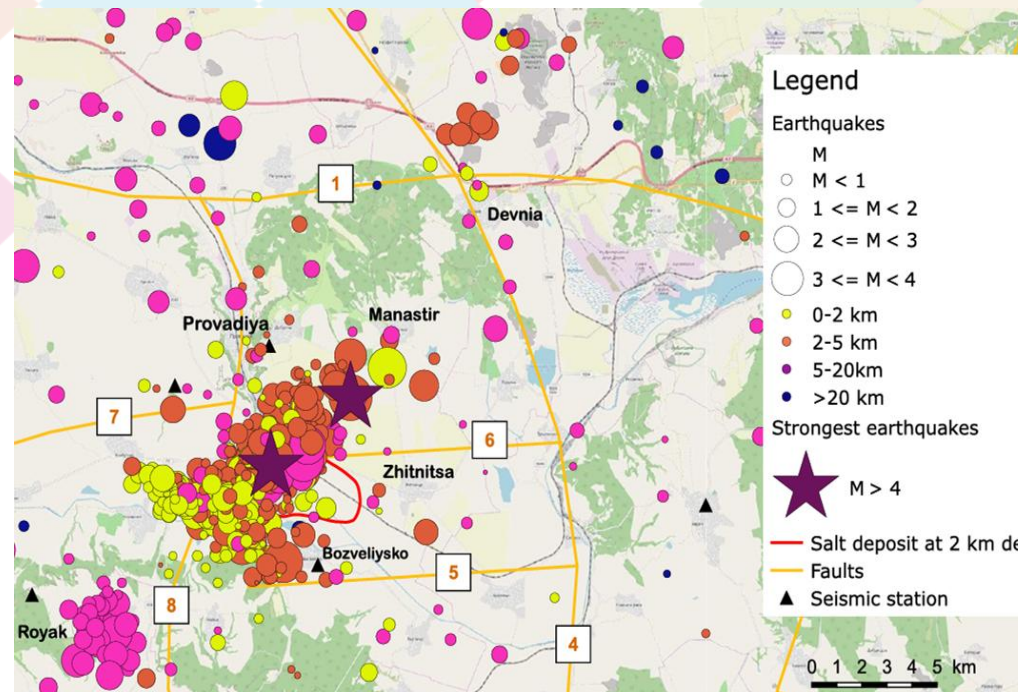 Legend
Earthquakes
M
M < 1
1 <= M < 2
2 <= M < 3
3 <= M < 4
0-2 km
2-5 km
5-20km
>20 km
Strongest earthquakes
M > 4
Salt deposit at 2 km de
Faults
Seismic station
0 1 2 3 4 5 km
1
Devnia
Provadiya
Manastir
7
6
Zhitnitsa
Bozveliysko
5
8
Royak
4